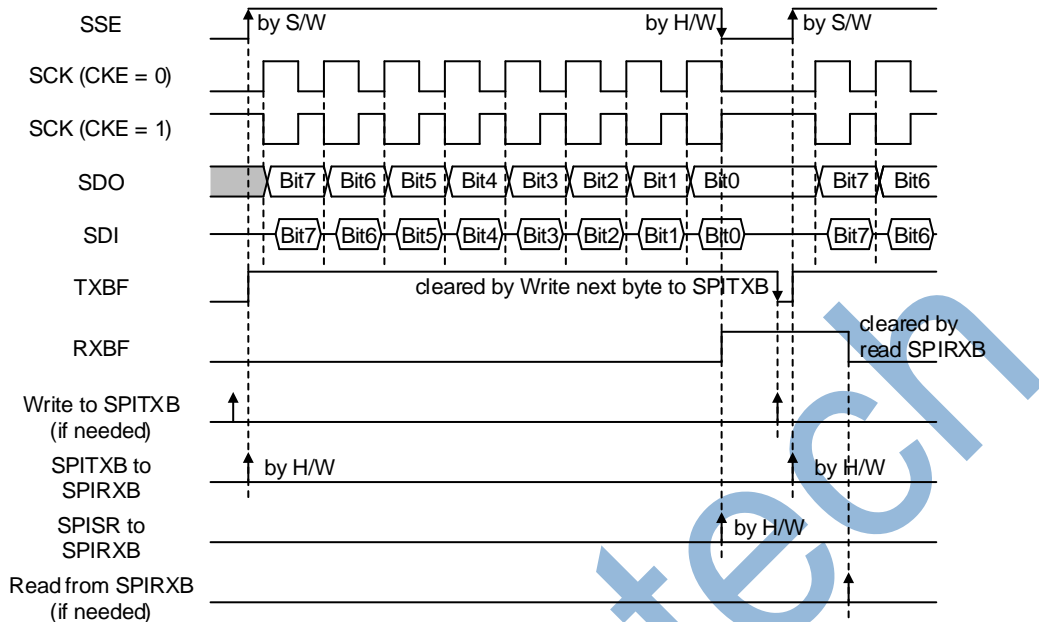 SSE
by S/W
by H/W
by S/W
SCK (CKE = 0)
SCK (CKE = 1)
SDO
Bit7 Bit6 Bit5 Bit4 Bit3 Bit2 Bit1 Bit0 Bit7 Bit6
SDI
Bit7 Bit6 Bit5 Bit4 Bit3 Bit2 Bit1 Bit0 Bit7 Bit6
TXBF
cleared by Write next byte to SPITXB
RXBF
cleared by
read SPIRXB
Write to SPITXB
(if needed)
SPITXB to
SPIRXB
by H/W
by H/W
SPISR to
SPIRXB
by H/W
Read from SPIRXB
(if needed)
tech